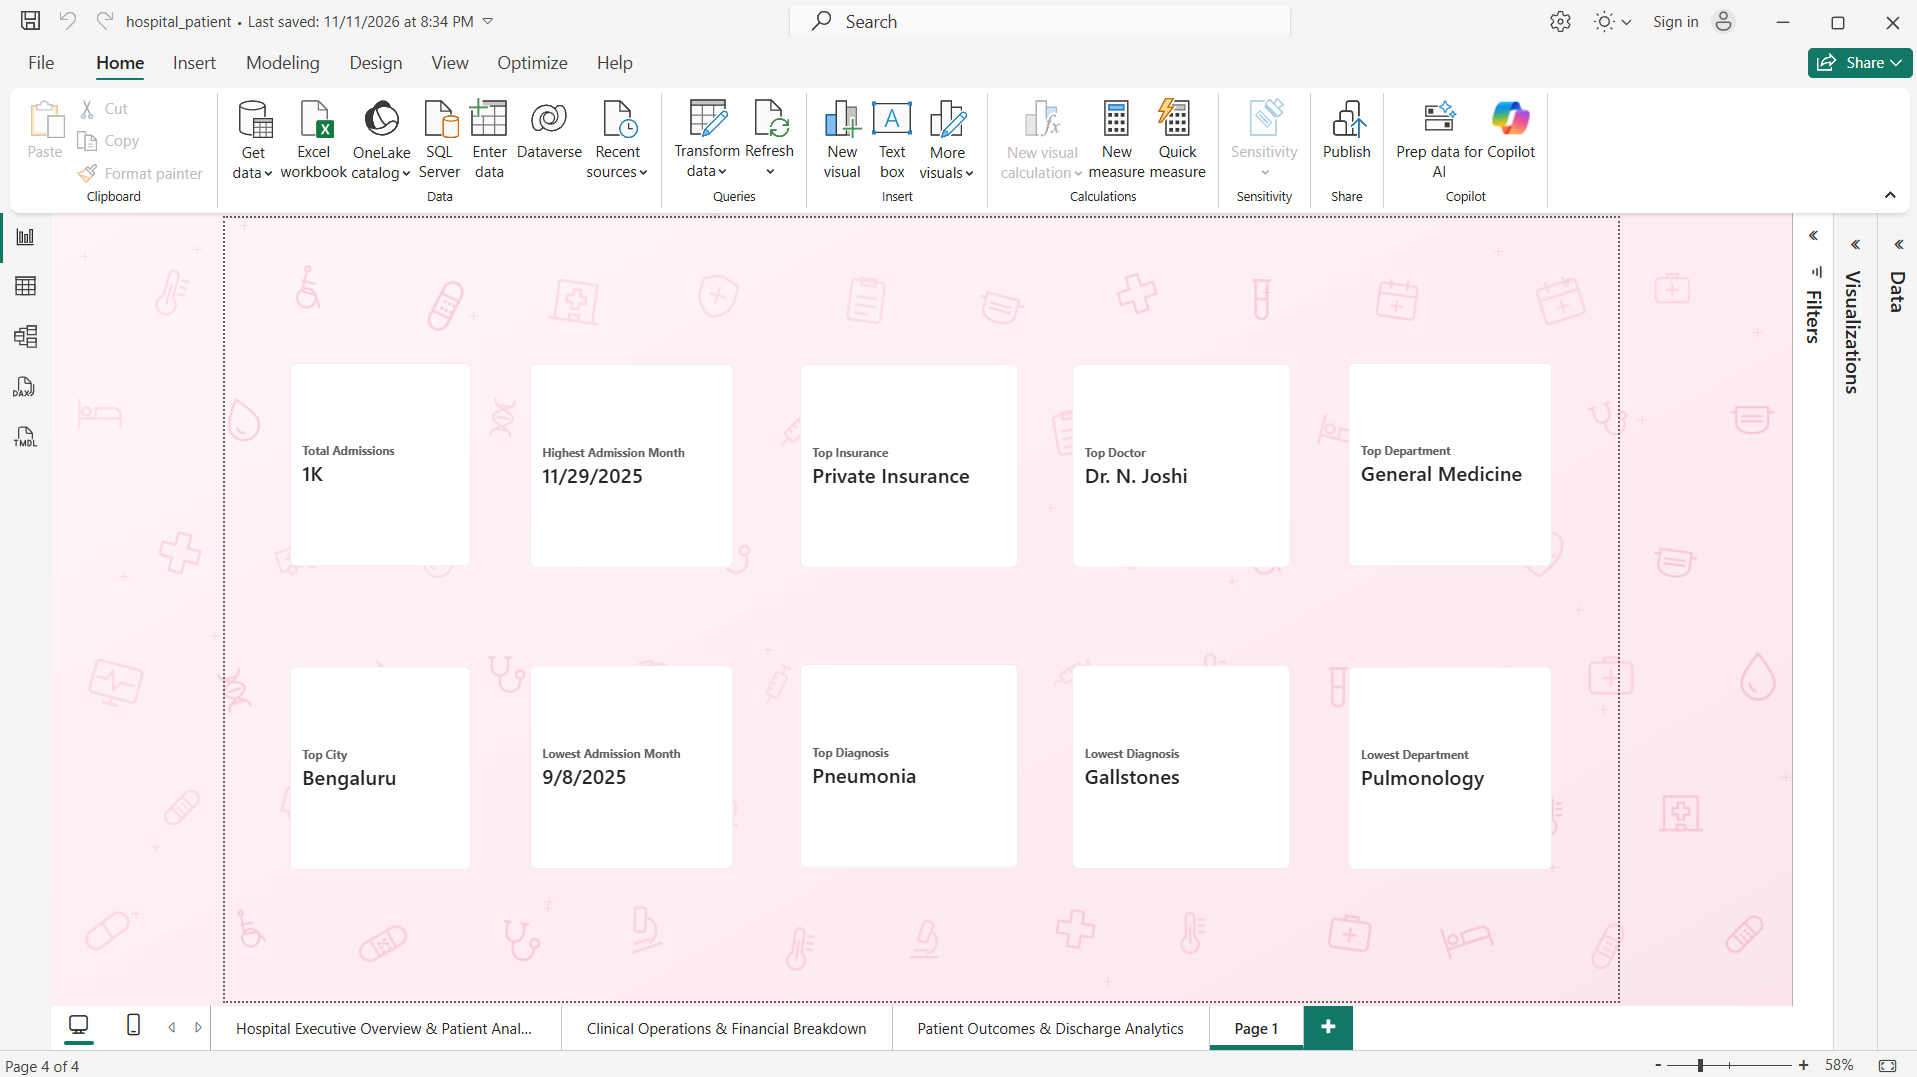 hospital_patient • Last saved: 11/11/2026 at 8:34 PM
Search
Sign in
File
Home
Insert
Modeling
Design
View
Optimize
Help
Share
Paste
Cut
Copy
Format painter
Clipboard
Get
data
Excel
workbook
OneLake
catalog
SQL
Server
Enter
data
Dataverse
Recent
sources
Data
Transform
data
Refresh
Queries
New
visual
A
Text
box
More
visuals
Insert
New visual
calculation
New
measure
Quick
measure
Calculations
Sensitivity
Sensitivity
Publish
Share
Prep data for
AI
Copilot
Copilot
DAX
TMDL
Filters
Visualizations
Data
Total Admissions
1K
Highest Admission Month
11/29/2025
Top Insurance
Private Insurance
Top Doctor
Dr. N. Joshi
Top Department
General Medicine
Top City
Bengaluru
Lowest Admission Month
9/8/2025
Top Diagnosis
Pneumonia
Lowest Diagnosis
Gallstones
Lowest Department
Pulmonology
Hospital Executive Overview & Patient Anal...
Clinical Operations & Financial Breakdown
Patient Outcomes & Discharge Analytics
Page 1
Page 4 of 4
- + 58%